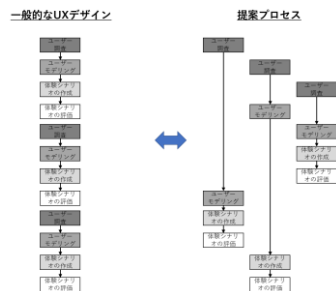 一般的なUXデザイン
ユーザー
調査
ユーザー
モデリング
体験シナリ
オの作成
体験シナリ
オの評価
ユーザー
調査
ユーザー
モデリング
体験シナリ
オの作成
体験シナリ
オの評価
ユーザー
調査
ユーザー
モデリング
体験シナリ
オの作成
体験シナリ
オの評価
提案プロセス
ユーザー
調査
ユーザー
モデリング
体験シナリ
オの作成
体験シナリ
オの評価
ユーザー
調査
ユーザー
モデリング
体験シナリ
オの作成
体験シナリ
オの評価
ユーザー
調査
ユーザー
モデリング
体験シナリ
オの作成
体験シナリ
オの評価